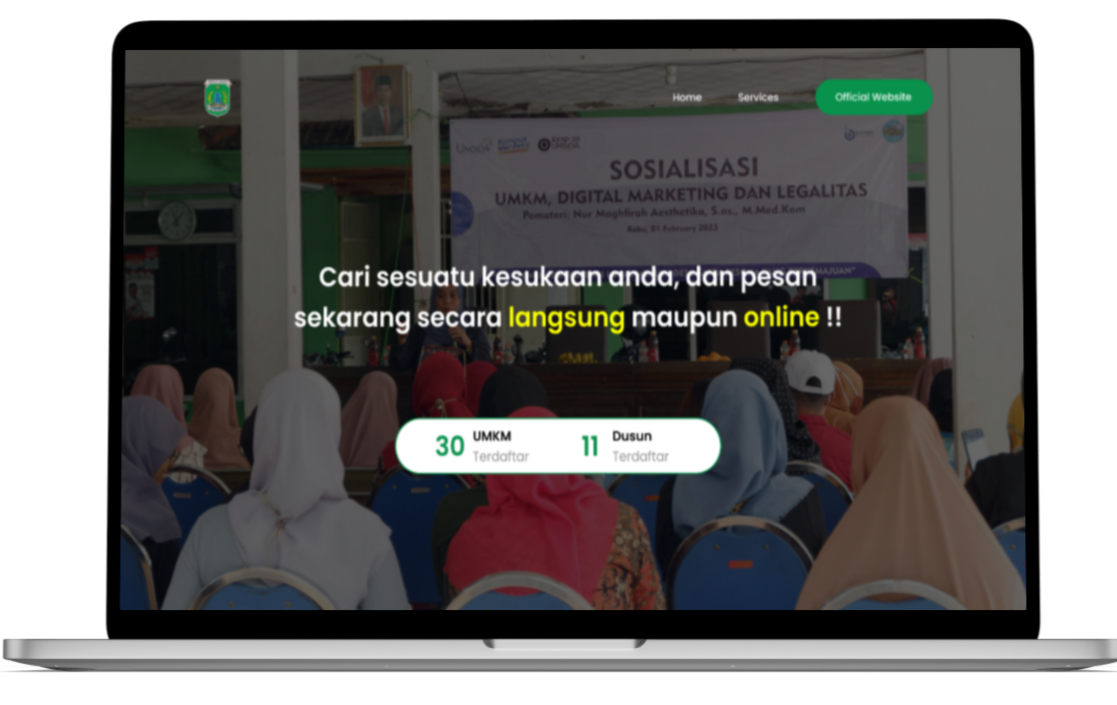 Home Services Official Website
UMSIDA
SOSIALISASI
UMKM, DIGITAL MARKETING DAN LEGALITAS
Pemateri: Nur Maghfirah Aesthetika, S.os., M.Med.Kom
Rabu, 01 February 2023
Cari sesuatu kesukaan anda, dan pesan
sekarang secara langsung maupun online !!
30 UMKM 11 Dusun
Terdaftar Terdaftar